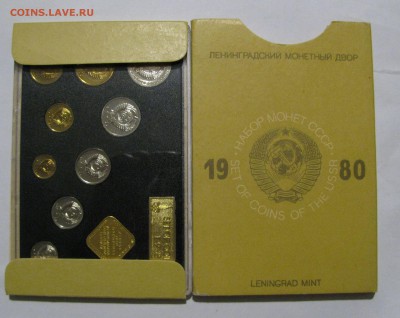 COINS.LAVE.RU
ЛЕНИНГРАДСКИЙ МОНЕТНЫЙ ДВОР
НАБОР МОНЕТ СССР
19 80
SET OF COINS OF THE USSR
LENINGRAD MINT